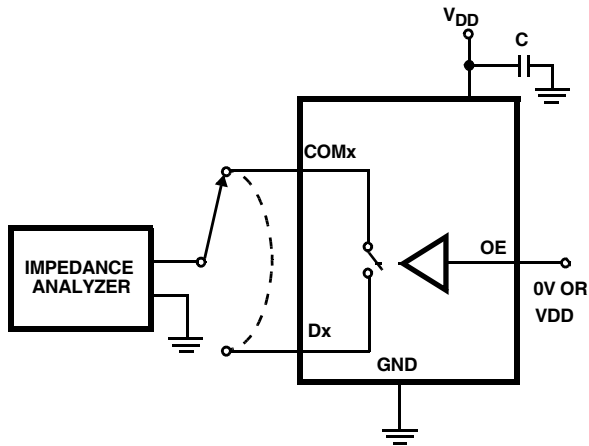 VDD
C
COMx
IMPEDANCE
ANALYZER
OE
0V OR
VDD
Dx
GND